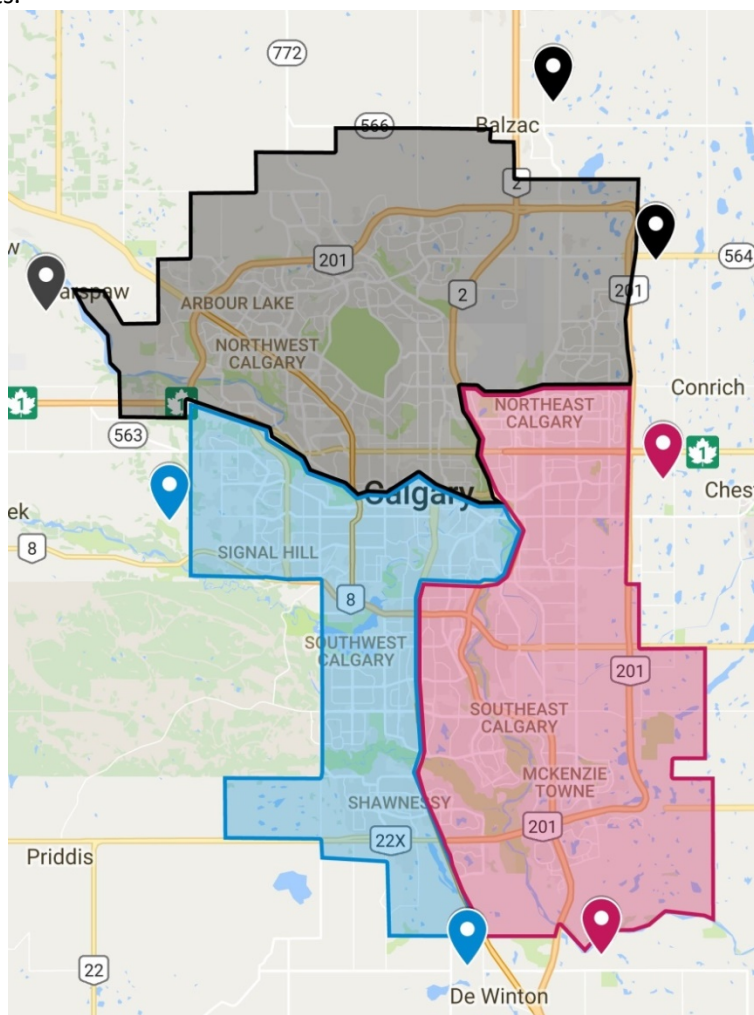 772
566
Balzac
2
564
201
201
2
ARBOUR LAKE
NORTHWEST
CALGARY
Conrich
1
1
NORTHEAST
CALGARY
563
1
Calgary
8
SIGNAL HILL
8
SOUTHWEST
CALGARY
201
SOUTHEAST
CALGARY
MCKENZIE
TOWNE
SHAWNESSY
201
22X
Priddis
22
De Winton